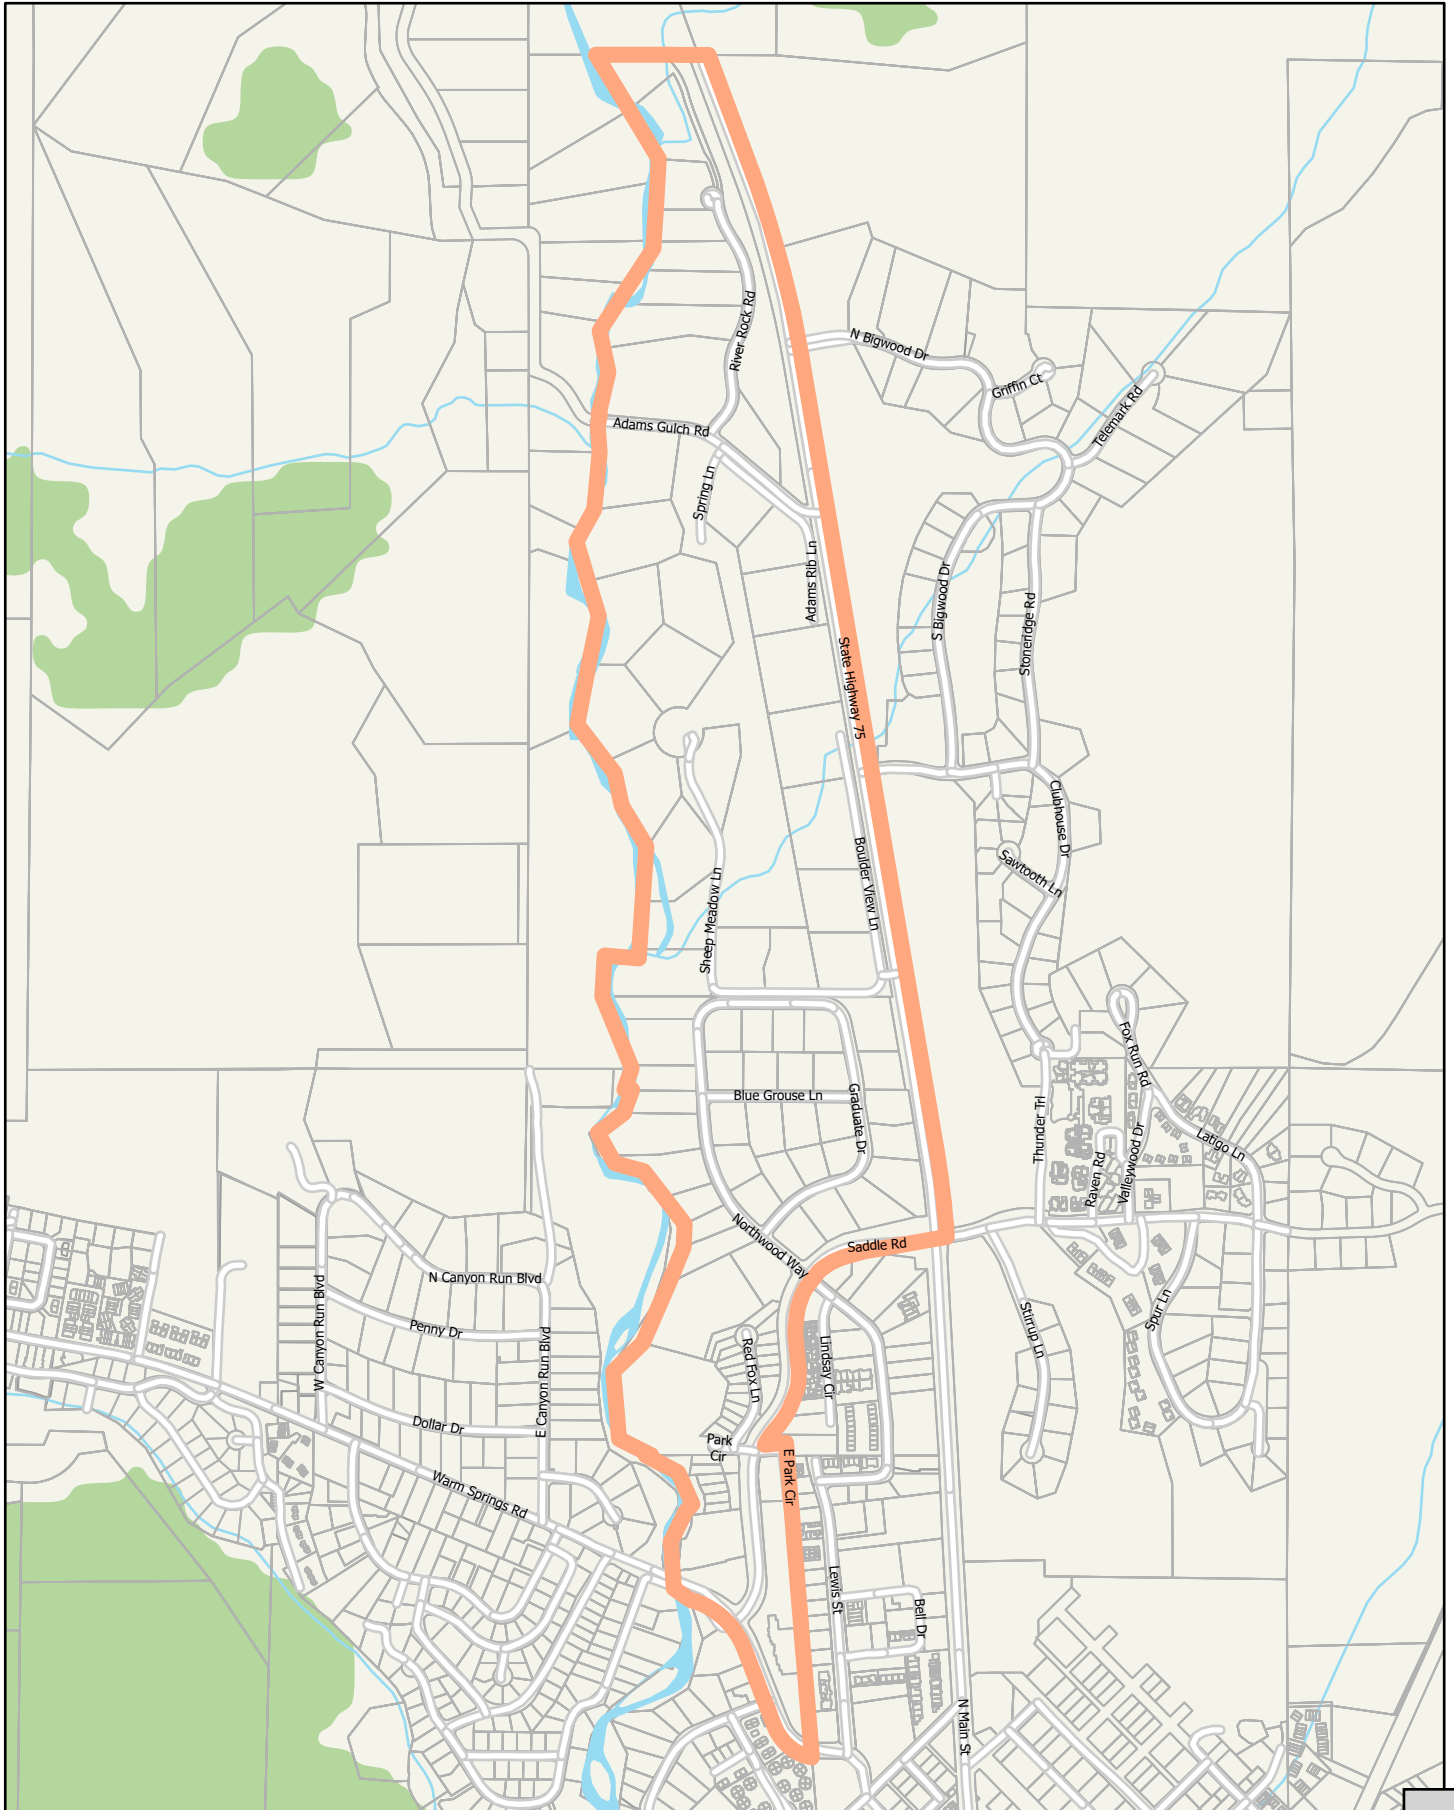 River Rock Rd
N Bigwood Dr
Griffin Ct
Telemark Rd
Adams Gulch Rd
Spring Ln
Adams Rib Ln
S Bigwood Dr
Stoneridge Rd
State Highway 75
Clubhouse Dr
Sawtooth Ln
Boulder View Ln
Sheep Meadow Ln
Fox Run Rd
Blue Grouse Ln
Graduate Dr
Thunder Trl
Raven Rd
Valleywood Dr
Latigo Ln
Northwood Way
Saddle Rd
N Canyon Run Blvd
W Canyon Run Blvd
Penny Dr
E Canyon Run Blvd
Stirrup Ln
Spur Ln
Red Fox Ln
Lindsay Cir
Dollar Dr
Park
Cir
E Park Cir
Warm Springs Rd
Lewis St
Bell Dr
N Main St